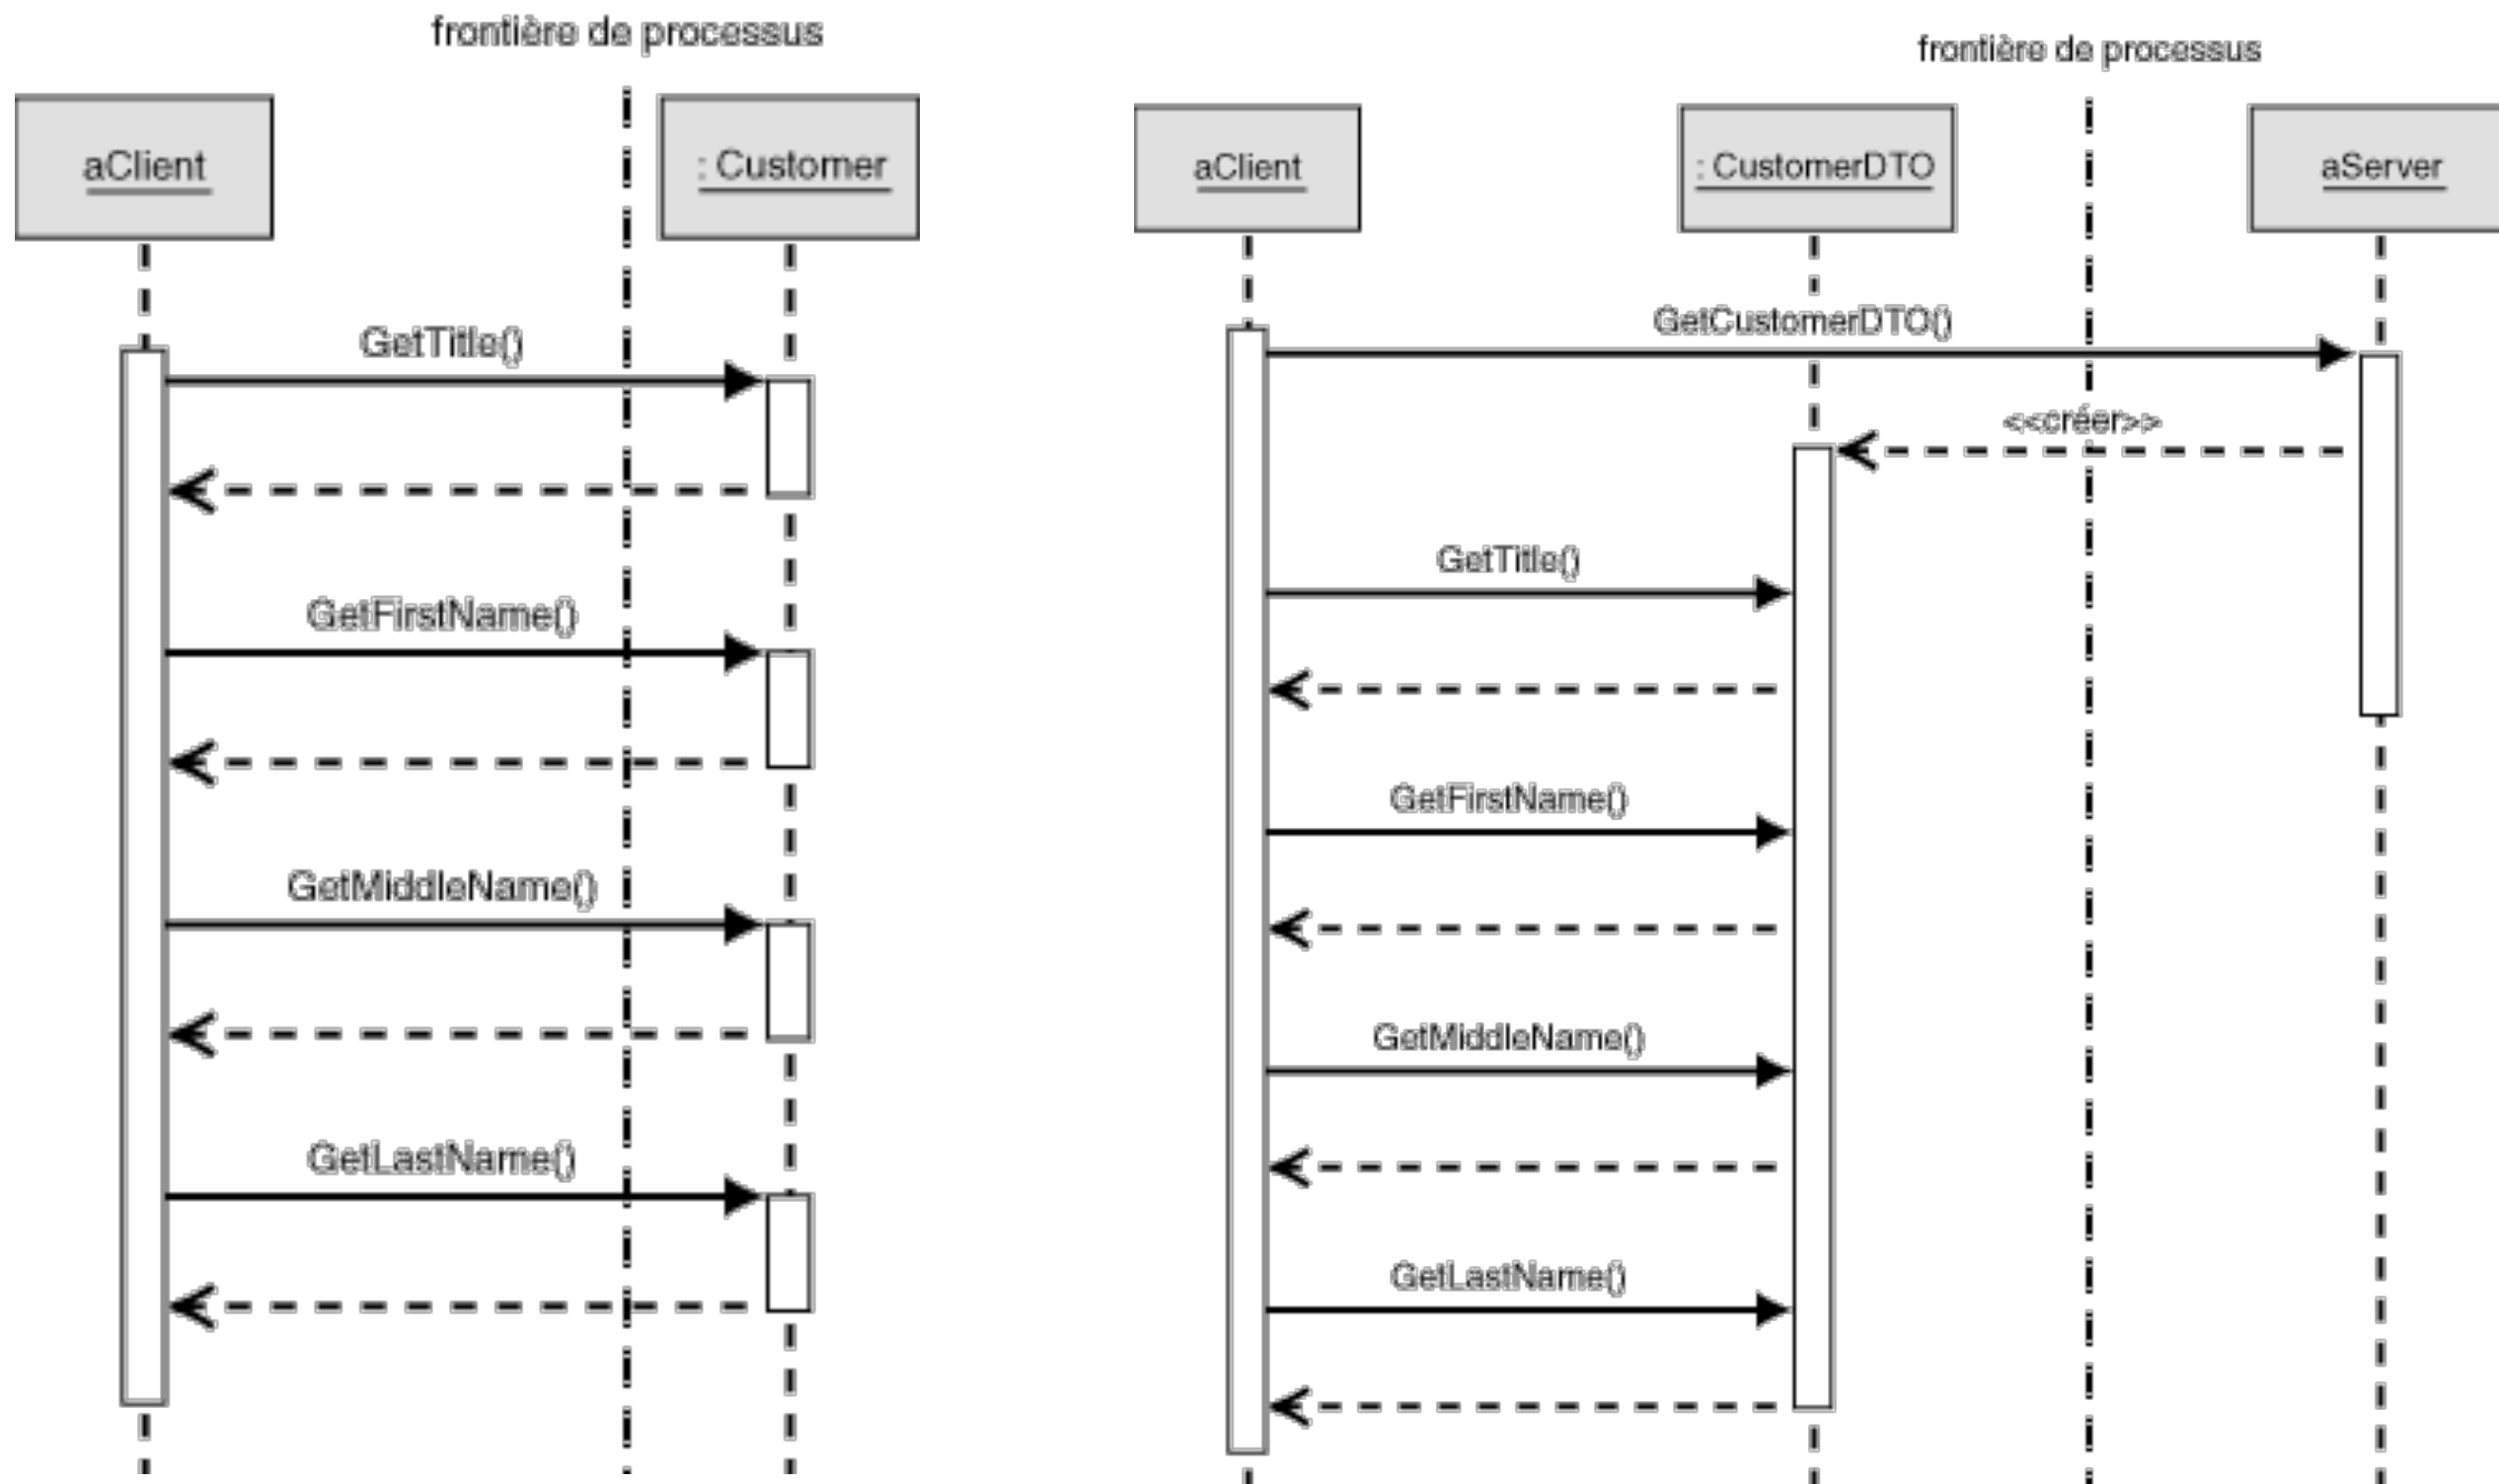 frontière de processus
aClient
: Customer
GetTitle()
GetFirstName()
GetMiddleName()
GetLastName()
frontière de processus
aClient
: CustomerDTO
aServer
GetCustomerDTO()
<<créer>>
GetTitle()
GetFirstName()
GetMiddleName()
GetLastName()